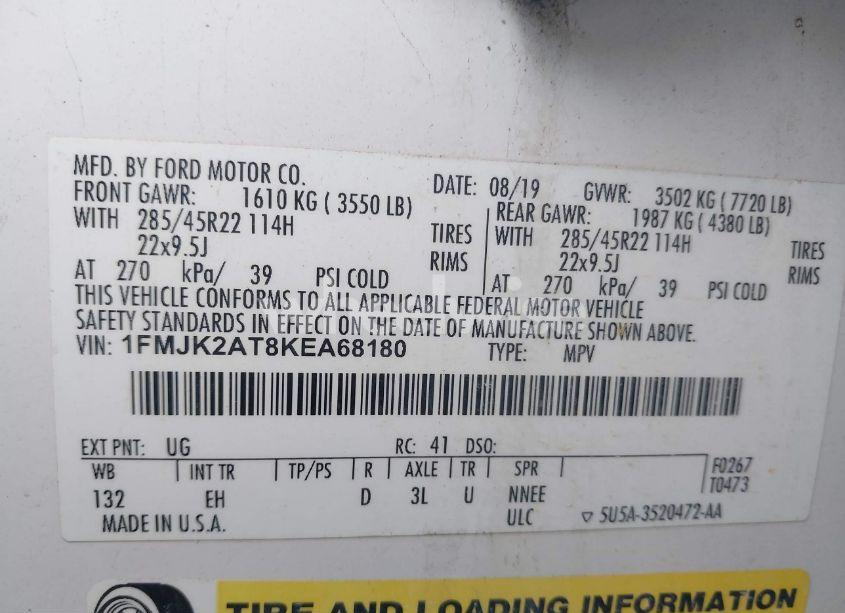 MFD. BY FORD MOTOR CO.
DATE: 08/19 GVWR: 3502 KG ( 7720 LB)
FRONT GAWR: 1610 KG ( 3550 LB)
WITH 285/45R22 114H TIRES
22x9.5J RIMS
AT 270 kPa/ 39 PSI COLD
REAR GAWR: 1987 KG ( 4380 LB)
WITH 285/45R22 114H TIRES
22x9.5J RIMS
AT 270 kPa/ 39 PSI COLD
THIS VEHICLE CONFORMS TO ALL APPLICABLE FEDERAL MOTOR VEHICLE
SAFETY STANDARDS IN EFFECT ON THE DATE OF MANUFACTURE SHOWN ABOVE.
VIN: 1FMJK2AT8KEA68180 TYPE: MPV
EXT PNT: UG RC: 41 DSO:
WB INT TR TP/PS R AXLE TR SPR F0267
132 EH D 3L U NNEE T0473
MADE IN U.S.A. ULC 5U5A-3520472-AA
TIRE AND LOADING INFORMATION